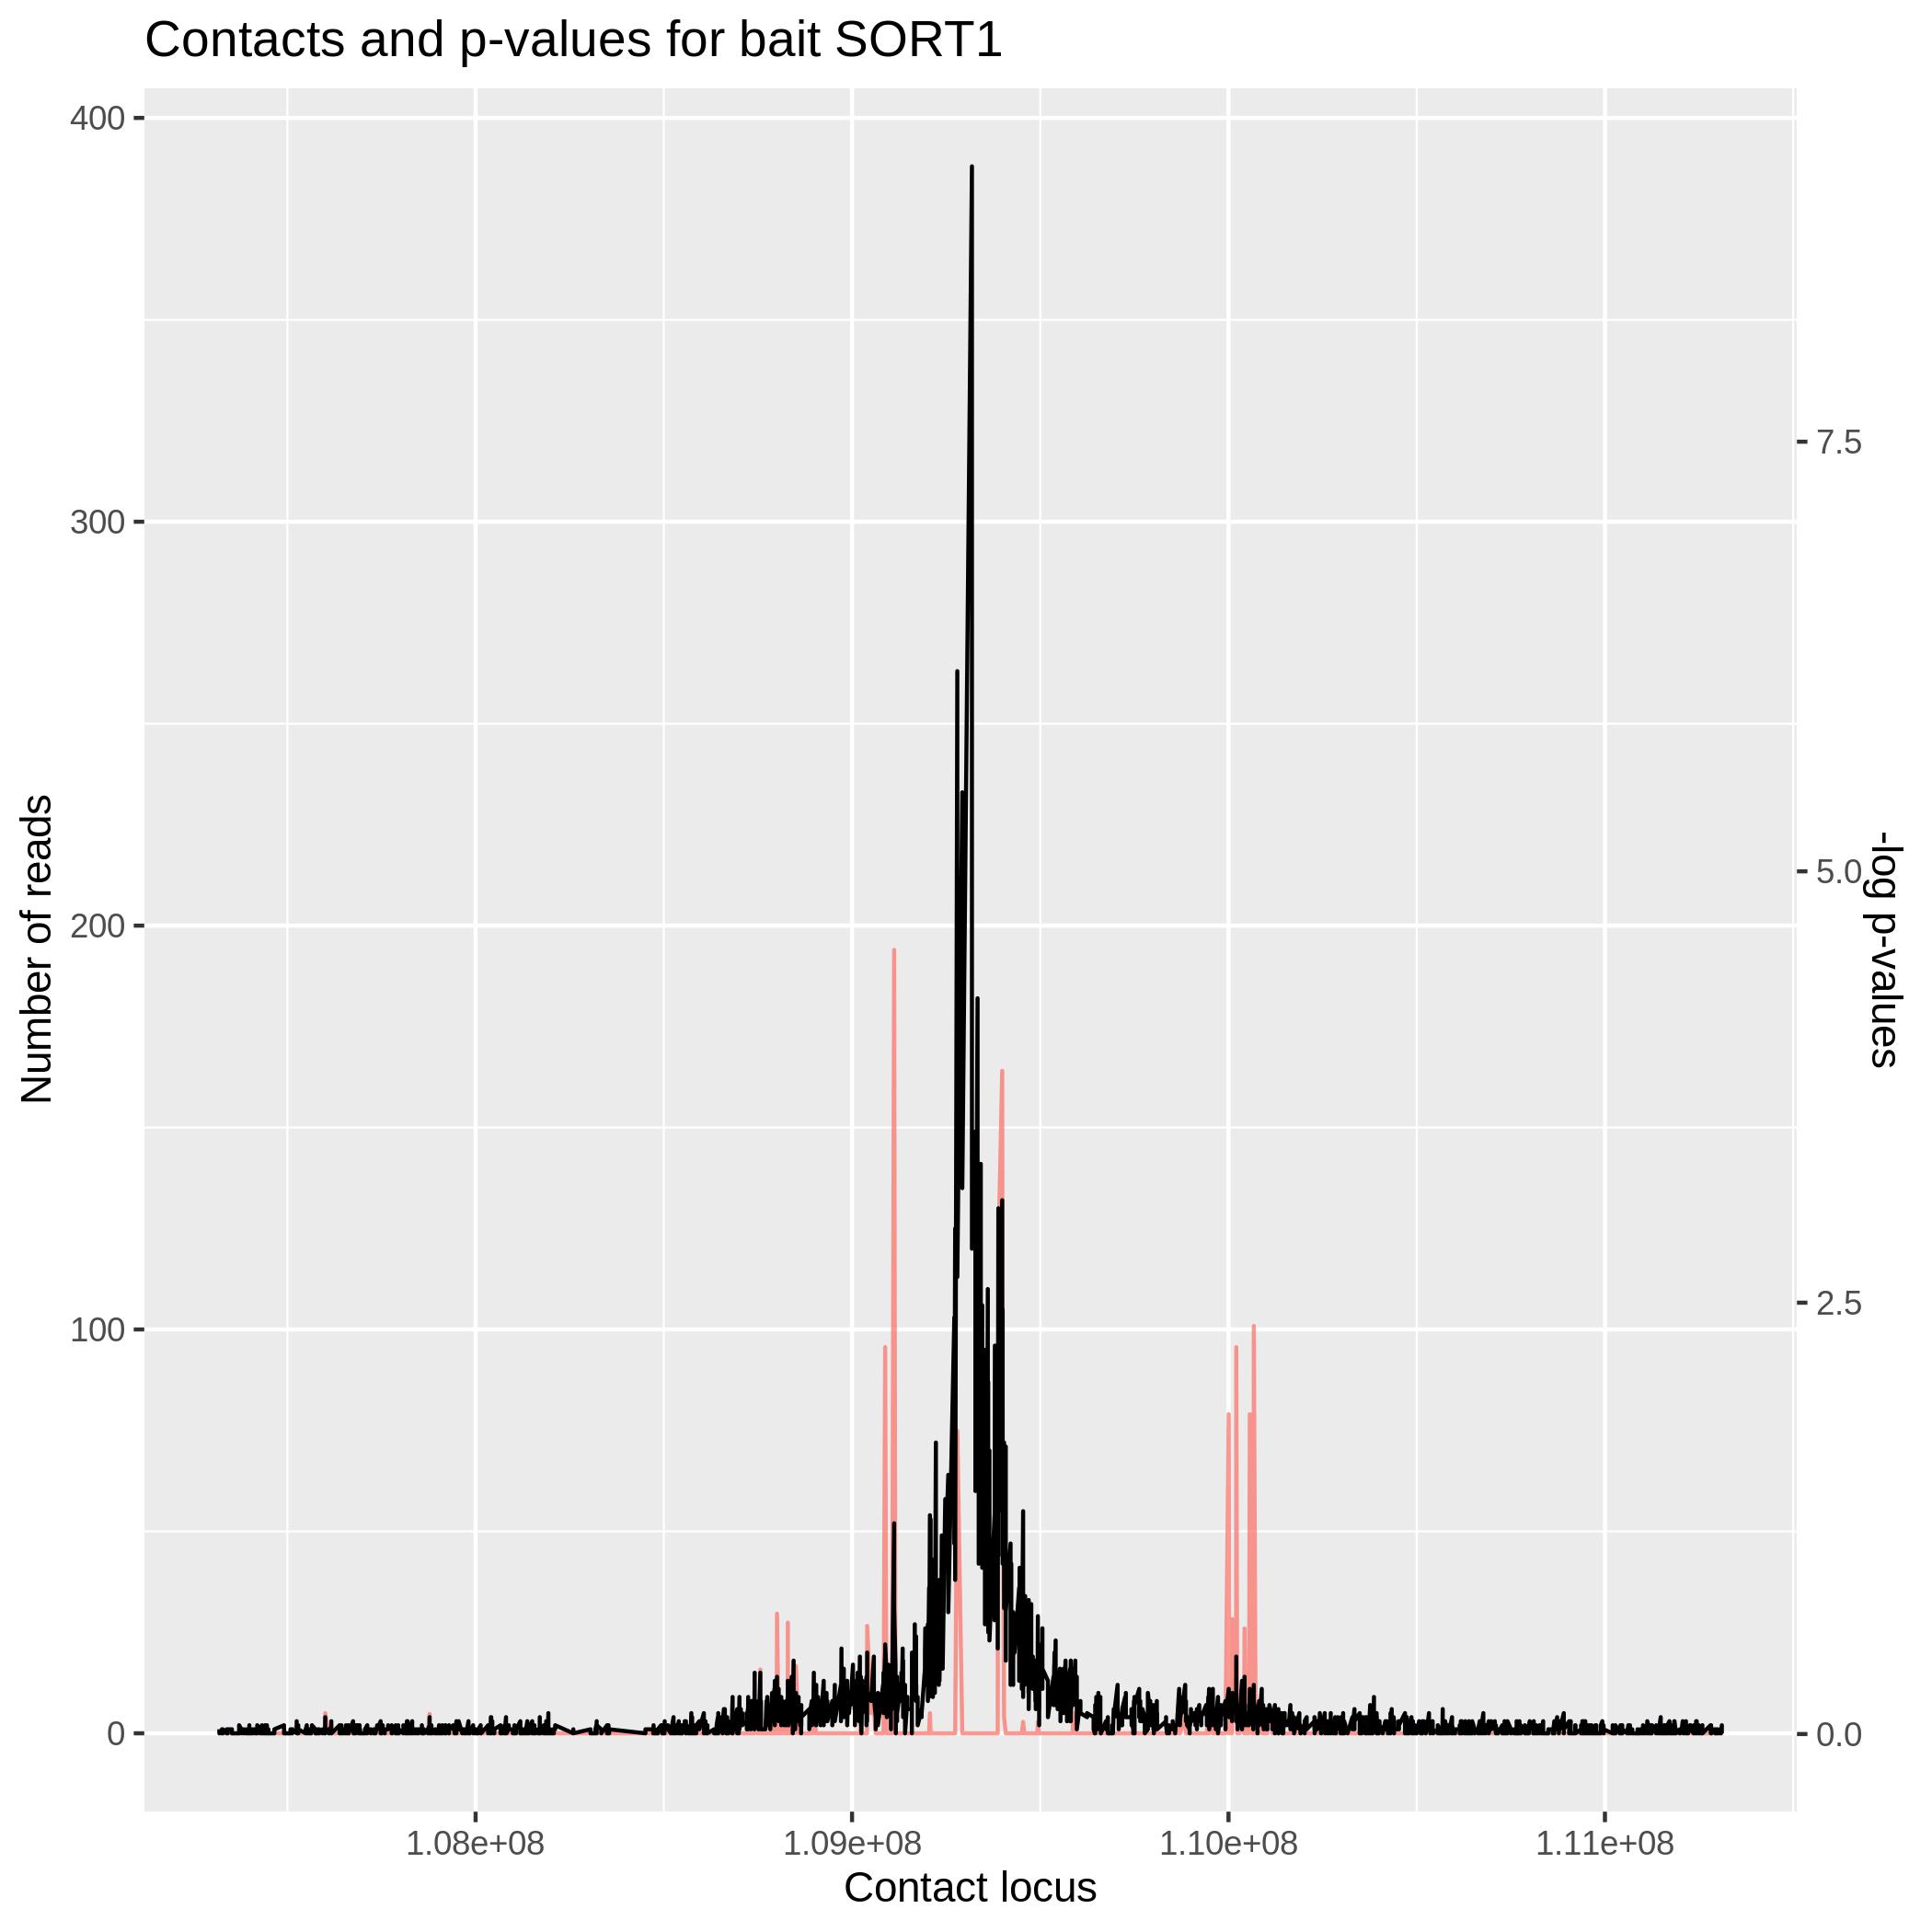 Contacts and p-values for bait SORT1
400
300
200
100
0
Number of reads
7.5
5.0
2.5
0.0
-log p-values
1.08e+08
1.09e+08
1.10e+08
1.11e+08
Contact locus